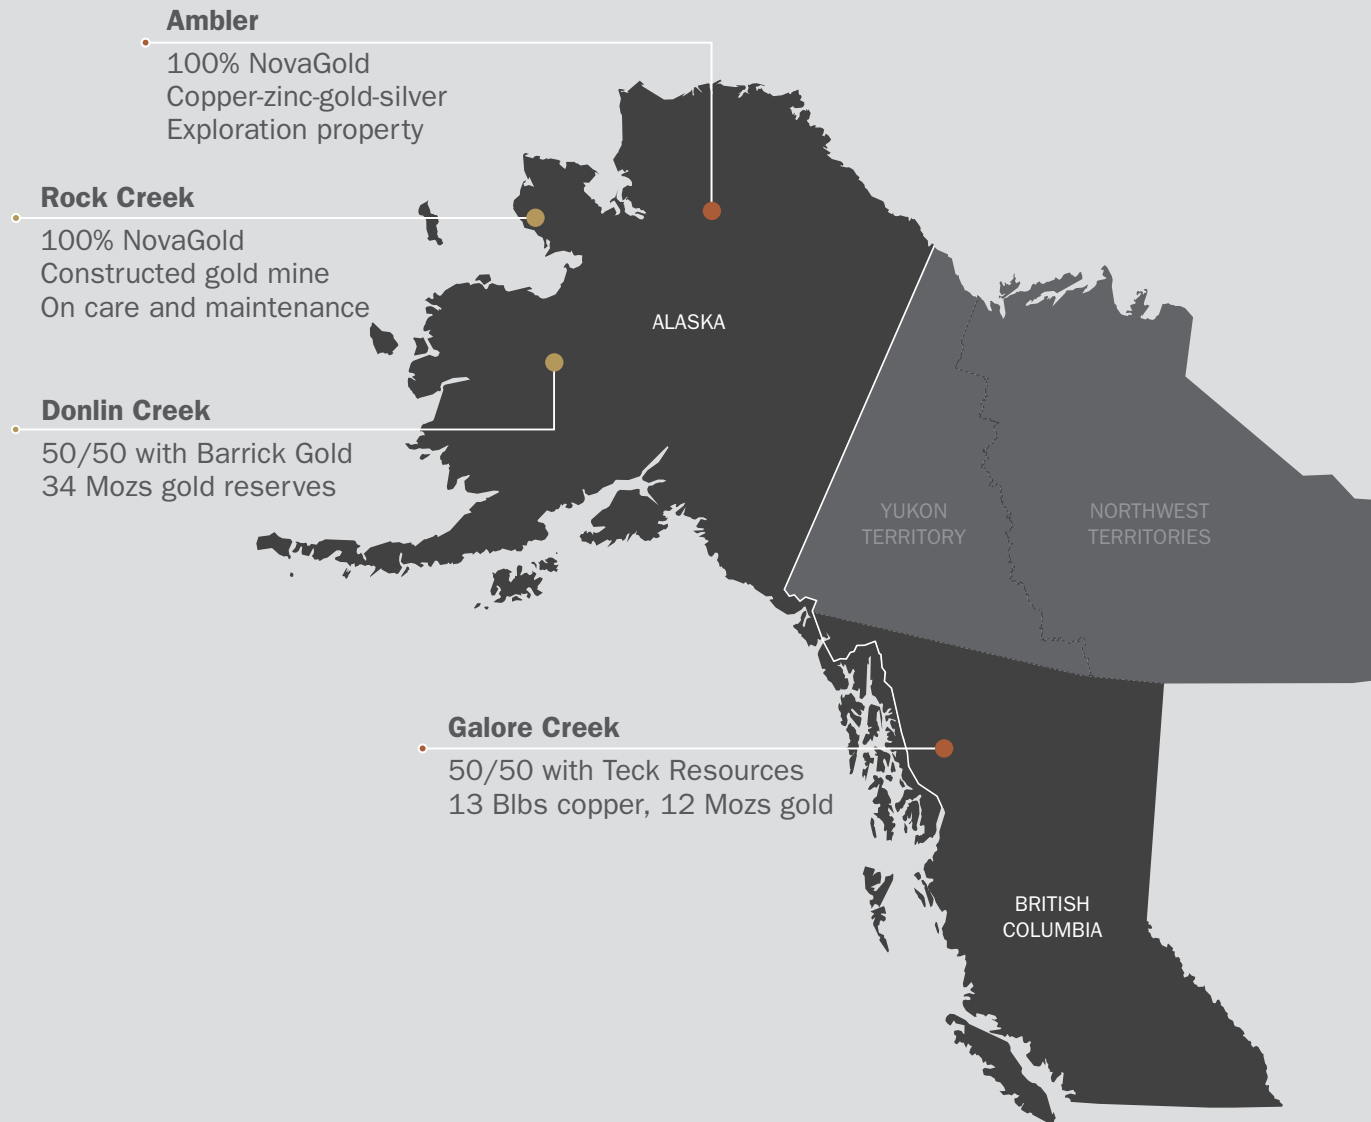 Ambler
100% NovaGold
Copper-zinc-gold-silver
Exploration property
Rock Creek
100% NovaGold
Constructed gold mine
On care and maintenance
ALASKA
Donlin Creek
50/50 with Barrick Gold
34 Mozs gold reserves
YUKON
TERRITORY
NORTHWEST
TERRITORIES
Galore Creek
50/50 with Teck Resources
13 Blbs copper, 12 Mozs gold
BRITISH
COLUMBIA